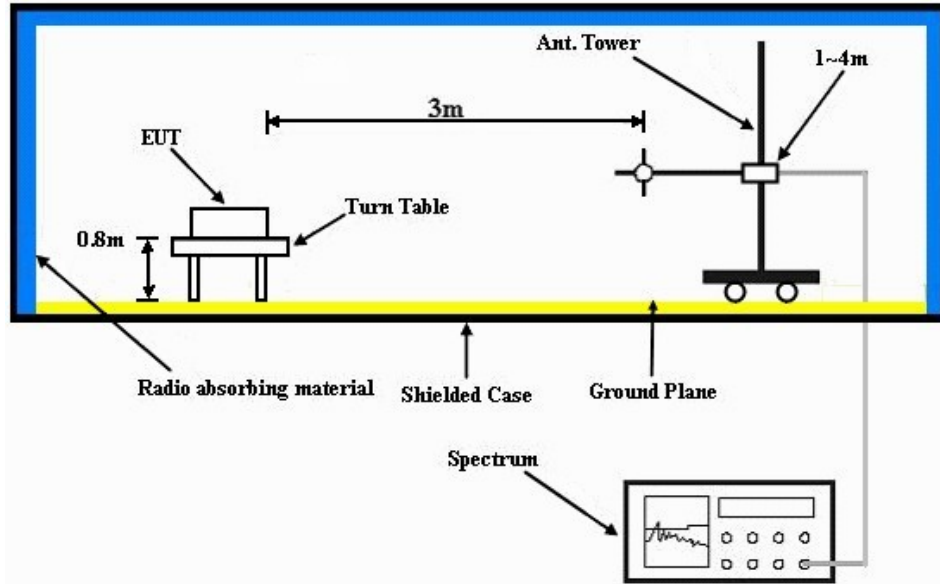 Ant. Tower
1~4m
3m
EUT
Turn Table
0.8m
Radio absorbing material
Shielded Case
Ground Plane
Spectrum